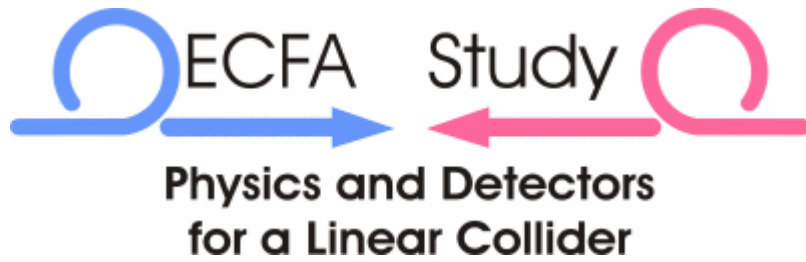 ECFA Study
Physics and Detectors
for a Linear Collider